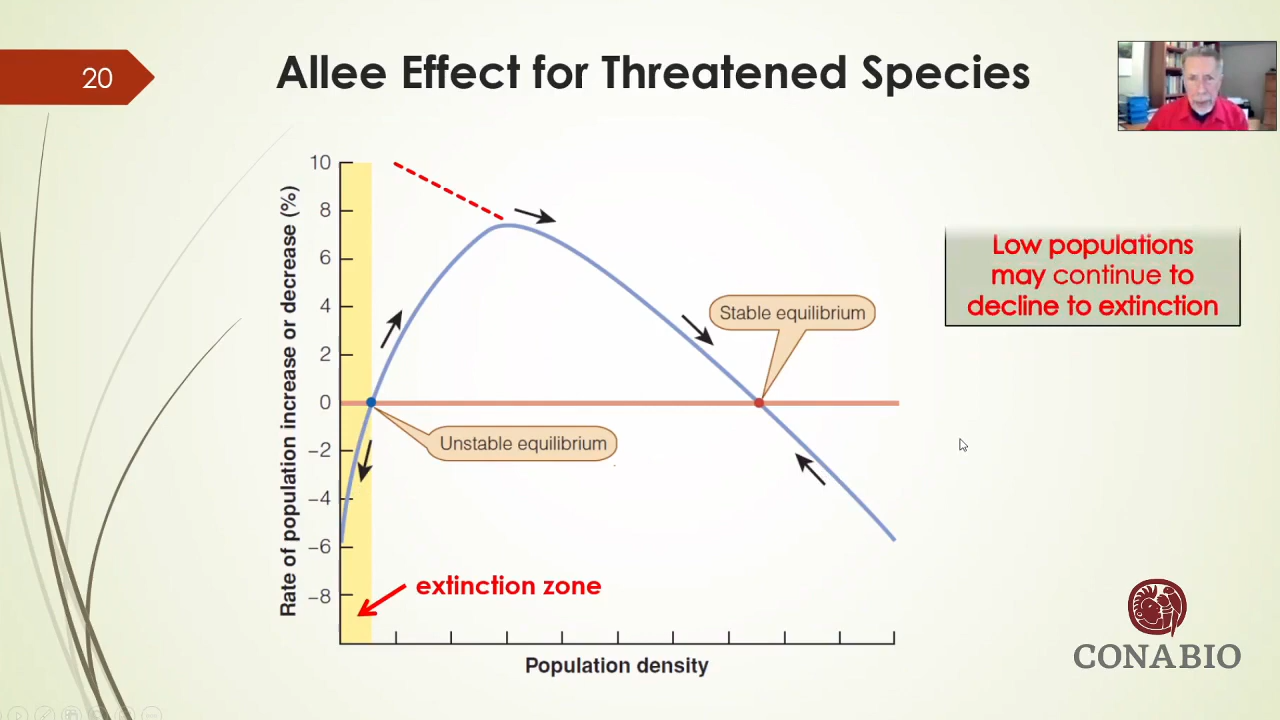 20
Allee Effect for Threatened Species
Rate of population increase or decrease (%)
10
8
6
4
2
0
−2
−4
−6
−8
Stable equilibrium
Unstable equilibrium
extinction zone
Population density
Low populations
may continue to
decline to extinction
CONABIO